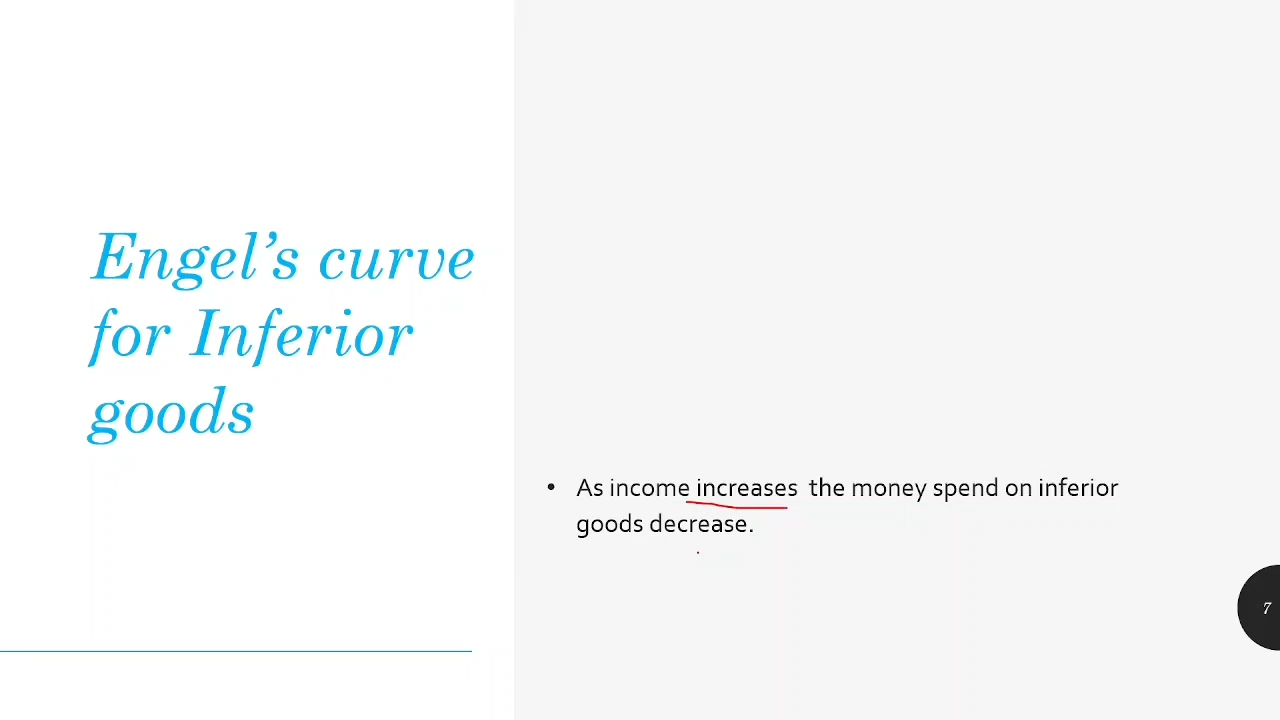 Engel’s curve
for Inferior
goods
• As income increases the money spend on inferior
goods decrease.
7